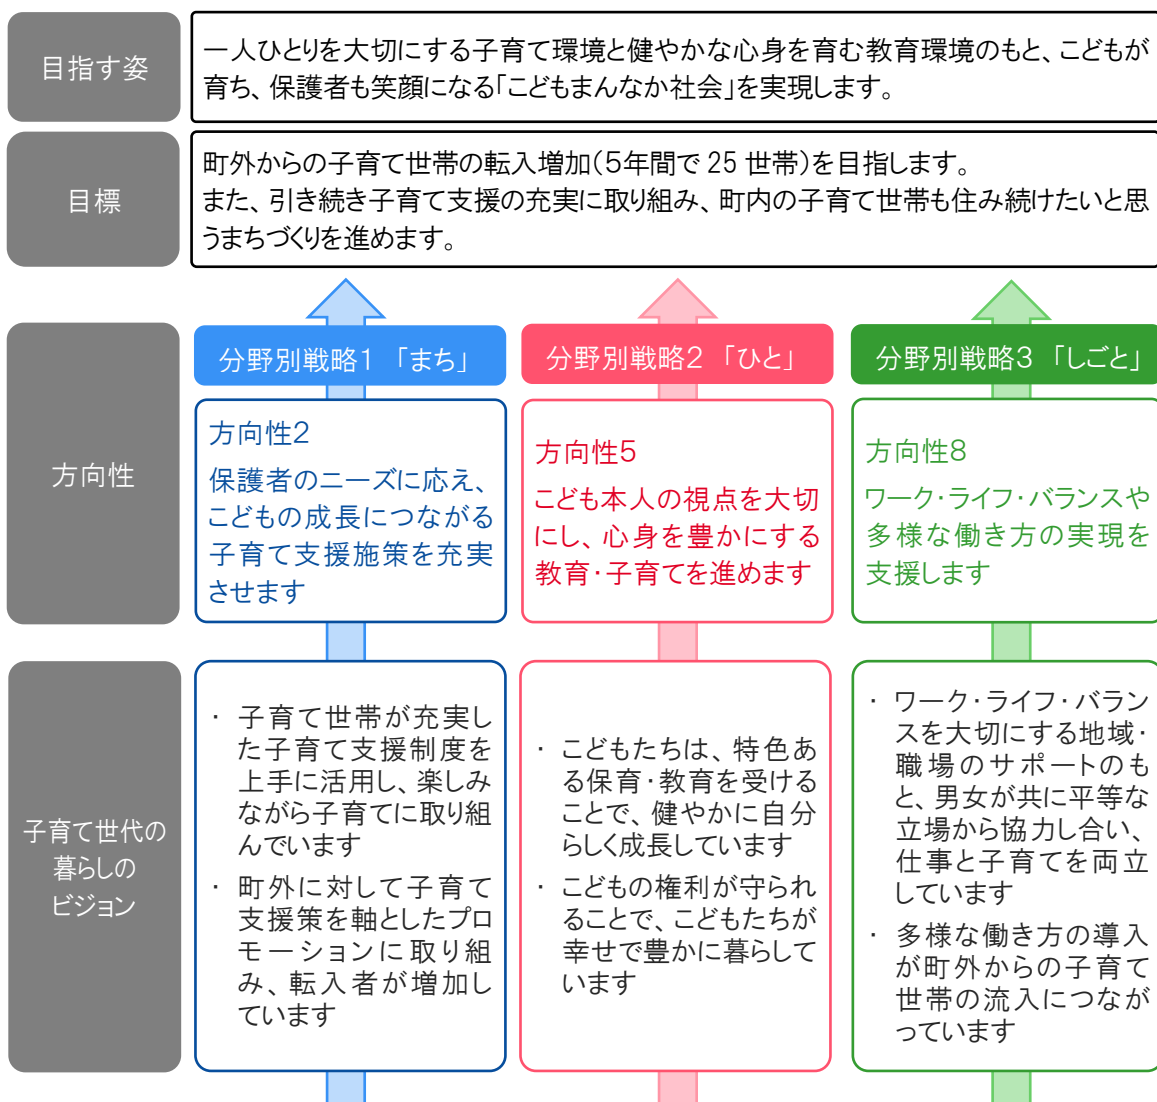 目指す姿
一人ひとりを大切にする子育て環境と健やかな心身を育む教育環境のもと、こどもが
育ち、保護者も笑顔になる「こどもまんなか社会」を実現します。
目標
町外からの子育て世帯の転入増加(5年間で 25 世帯)を目指します。
また、引き続き子育て支援の充実に取り組み、町内の子育て世帯も住み続けたいと思
うまちづくりを進めます。
方向性
分野別戦略1 「まち」
方向性2
保護者のニーズに応え、
こどもの成長につながる
子育て支援施策を充実
させます
分野別戦略2 「ひと」
方向性5
こども本人の視点を大切
にし、心身を豊かにする
教育・子育てを進めます
分野別戦略3 「しごと」
方向性8
ワーク・ライフ・バランスや
多様な働き方の実現を
支援します
子育て世代の
暮らしの
ビジョン
・ 子育て世帯が充実し
た子育て支援制度を
上手に活用し、楽しみ
ながら子育てに取り組
んでいます
・ 町外に対して子育て
支援策を軸としたプロ
モーションに取り組
み、転入者が増加し
ています
・ こどもたちは、特色あ
る保育・教育を受ける
ことで、健やかに自分
らしく成長しています
・ こどもの権利が守られ
ることで、こどもたちが
幸せで豊かに暮らして
います
・ ワーク・ライフ・バラン
スを大切にする地域・
職場のサポートのも
と、男女が共に平等な
立場から協力し合い、
仕事と子育てを両立
しています
・ 多様な働き方の導入
が町外からの子育て
世帯の流入につなが
っています